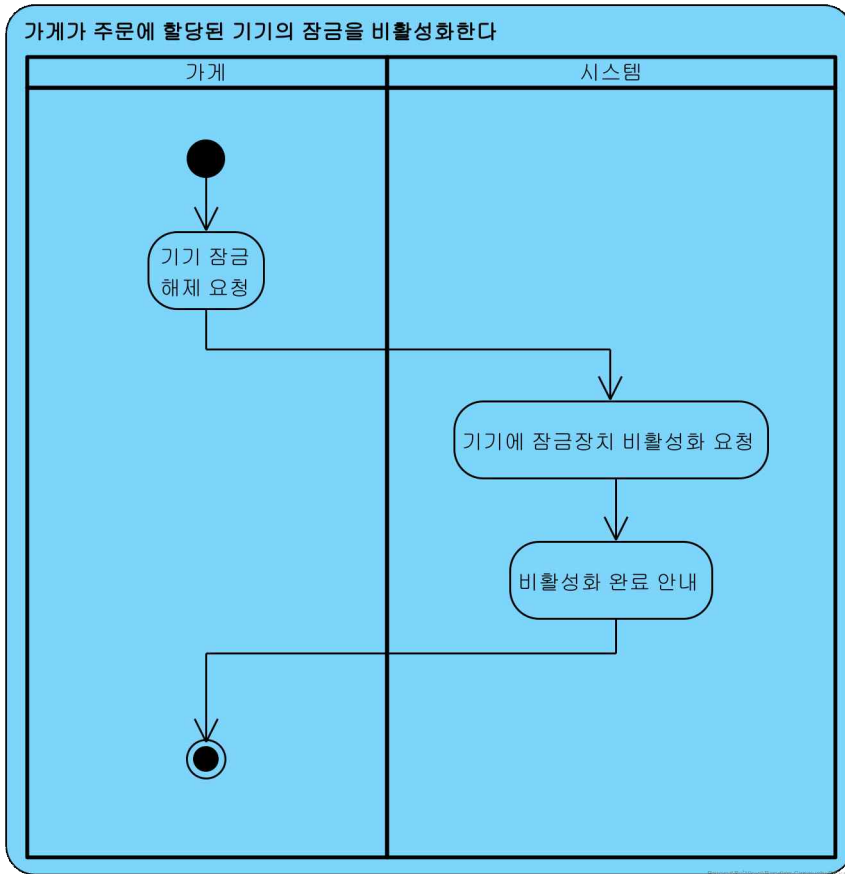 가게가 주문에 할당된 기기의 잠금을 비활성화한다
가게
시스템
기기 잠금
해제 요청
기기에 잠금장치 비활성화 요청
비활성화 완료 안내